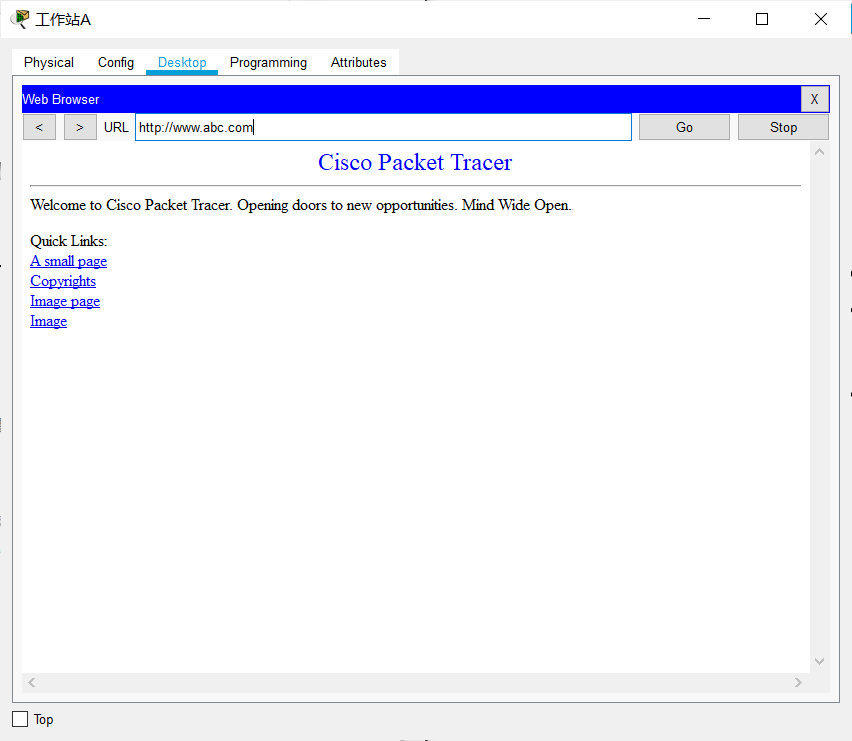 工作站A
Physical Config Desktop Programming Attributes
Web Browser X
< > URL http://www.abc.com Go Stop
Cisco Packet Tracer
Welcome to Cisco Packet Tracer. Opening doors to new opportunities. Mind Wide Open.
Quick Links:
A small page
Copyrights
Image page
Image
Top